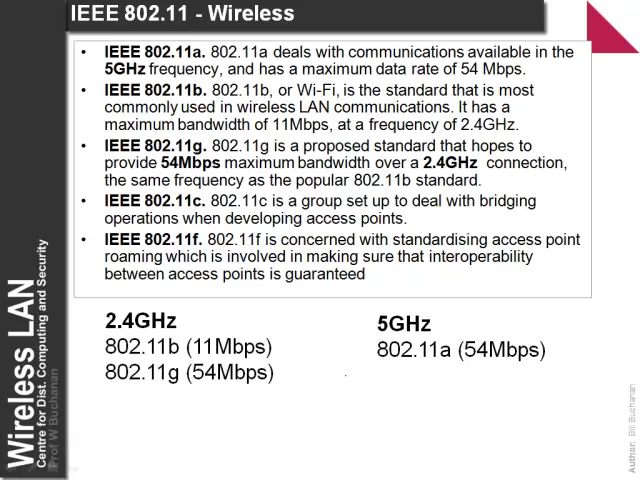 IEEE 802.11 - Wireless
• IEEE 802.11a. 802.11a deals with communications available in the
5GHz frequency, and has a maximum data rate of 54 Mbps.
• IEEE 802.11b. 802.11b, or Wi-Fi, is the standard that is most
commonly used in wireless LAN communications. It has a
maximum bandwidth of 11Mbps, at a frequency of 2.4GHz.
• IEEE 802.11g. 802.11g is a proposed standard that hopes to
provide 54Mbps maximum bandwidth over a 2.4GHz connection,
the same frequency as the popular 802.11b standard.
• IEEE 802.11c. 802.11c is a group set up to deal with bridging
operations when developing access points.
• IEEE 802.11f. 802.11f is concerned with standardising access point
roaming which is involved in making sure that interoperability
between access points is guaranteed
2.4GHz
802.11b (11Mbps)
802.11g (54Mbps)
5GHz
802.11a (54Mbps)
Wireless LAN
Centre for Dist. Computing and Security
Prof W Buchanan
Author: Bill Buchanan